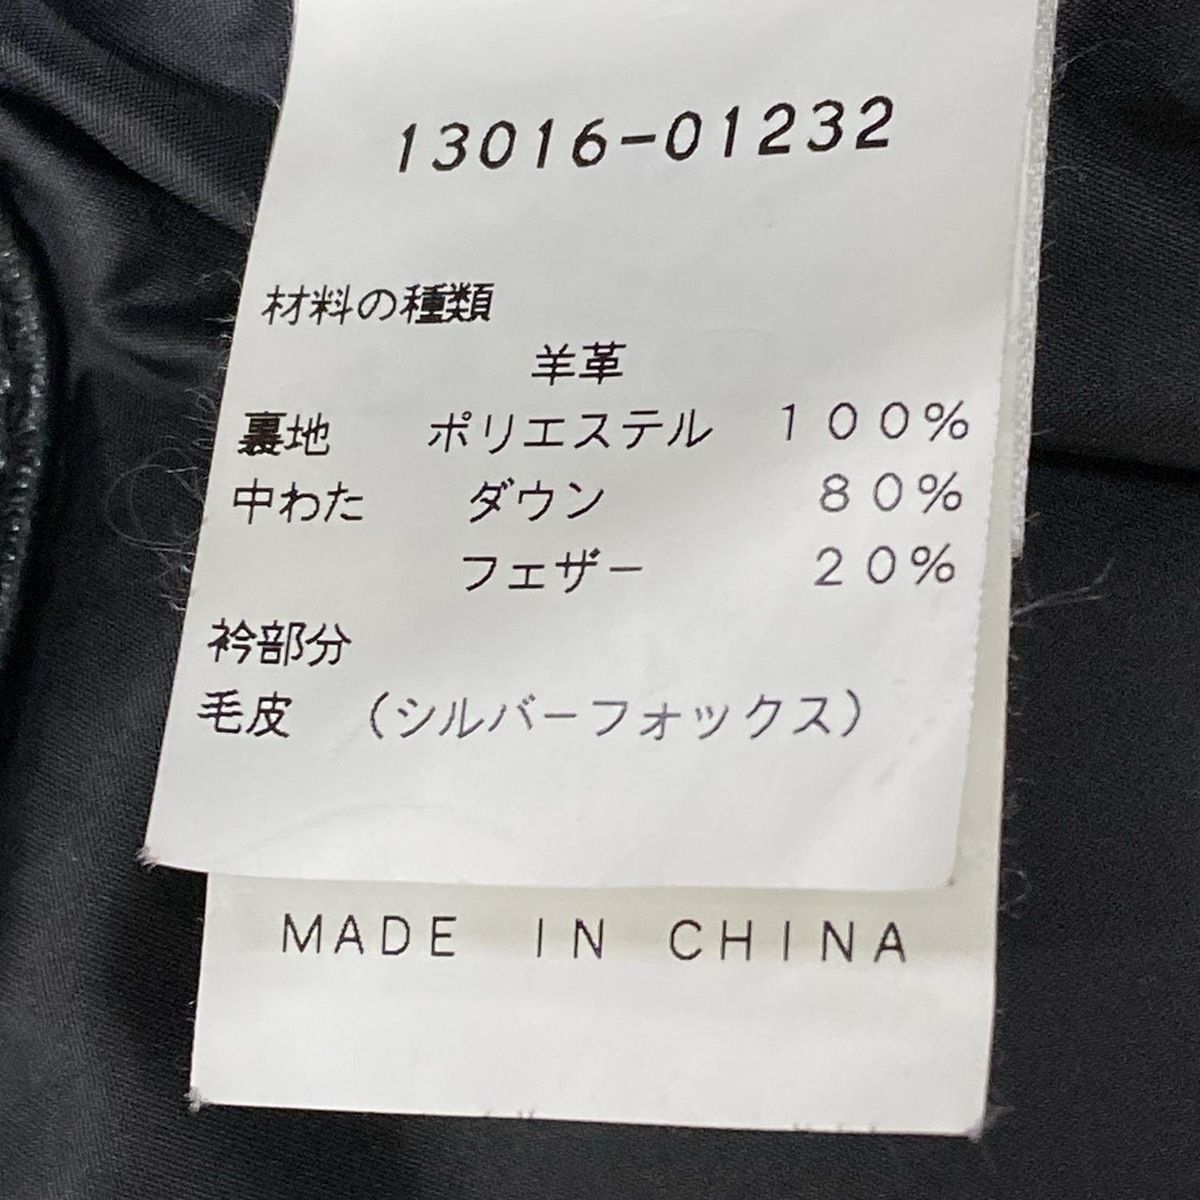 13016-01232
材料の種類
羊革
裏地 ポリエステル 100%
中わた ダウン 80%
フェザー 20%
衿部分
毛皮 (シルバーフォックス)
MADE IN CHINA